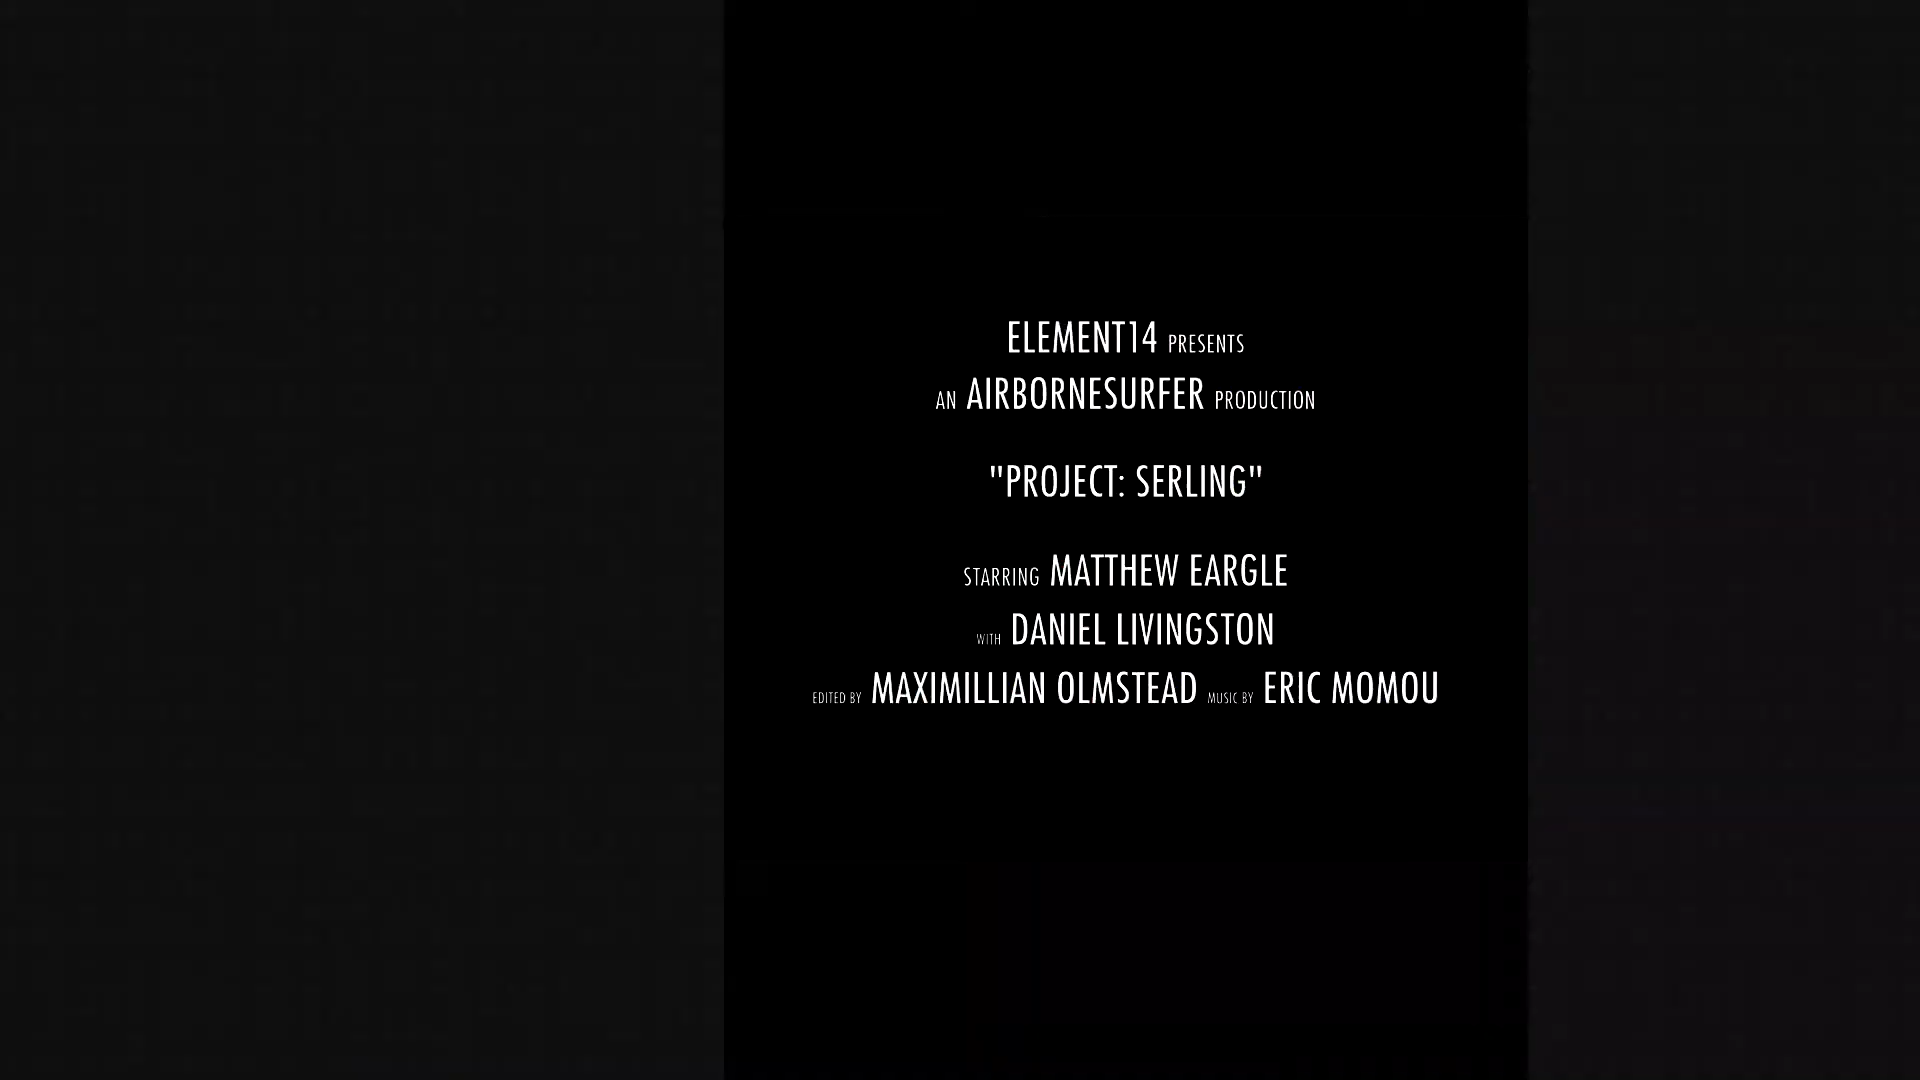 ELEMENT14 PRESENTS
AN AIRBORNESURFER PRODUCTION
"PROJECT: SERLING"
STARRING MATTHEW EARGLE
WITH DANIEL LIVINGSTON
EDITED BY MAXIMILLIAN OLMSTEAD MUSIC BY ERIC MOMOU